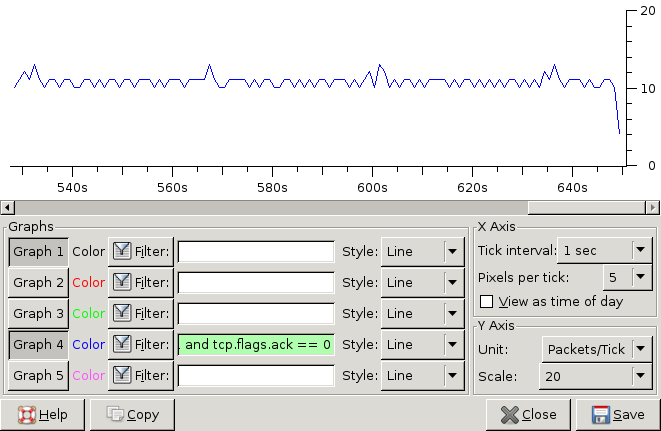 20
10
0
540s 560s 580s 600s 620s 640s
Graphs
Graph 1 Color Filter: Style: Line
Graph 2 Color Filter: Style: Line
Graph 3 Color Filter: Style: Line
Graph 4 Color Filter: . and tcp.flags.ack == 0 Style: Line
Graph 5 Color Filter: Style: Line
X Axis
Tick interval: 1 sec
Pixels per tick: 5
View as time of day
Y Axis
Unit: Packets/Tick
Scale: 20
Help Copy Close Save